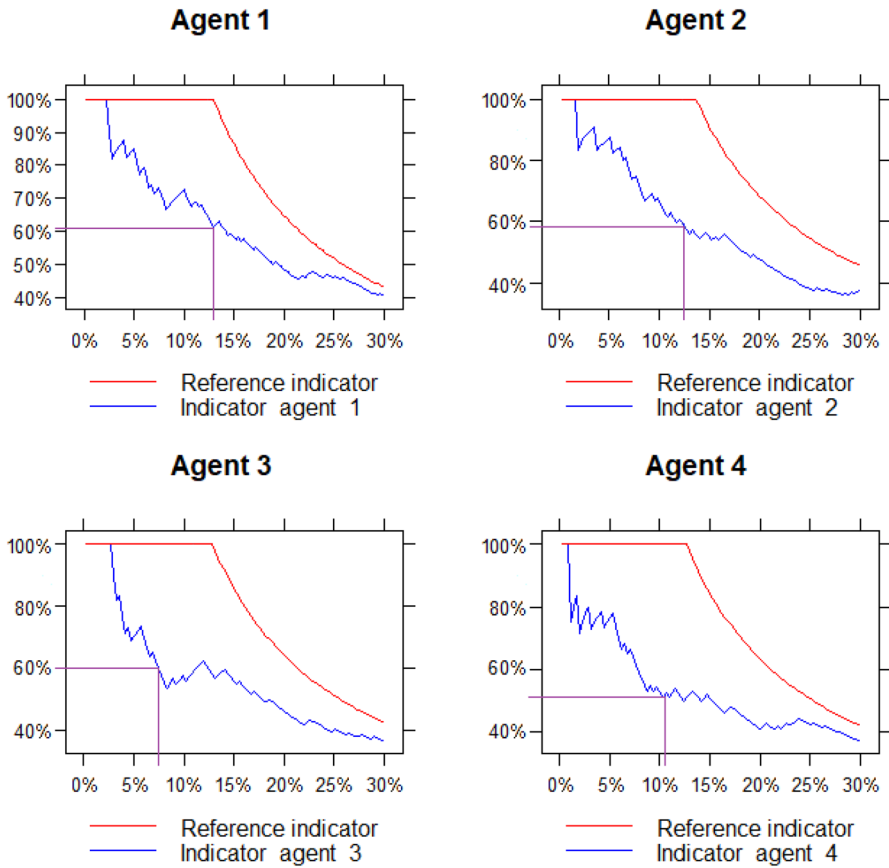 Agent 1
Agent 2
100%
90%
80%
70%
60%
50%
40%
0% 5% 10% 15% 20% 25% 30%
Reference indicator
Indicator agent 1
100%
80%
60%
40%
0% 5% 10% 15% 20% 25% 30%
Reference indicator
Indicator agent 2
Agent 3
Agent 4
100%
80%
60%
40%
0% 5% 10% 15% 20% 25% 30%
Reference indicator
Indicator agent 3
100%
80%
60%
40%
0% 5% 10% 15% 20% 25% 30%
Reference indicator
Indicator agent 4